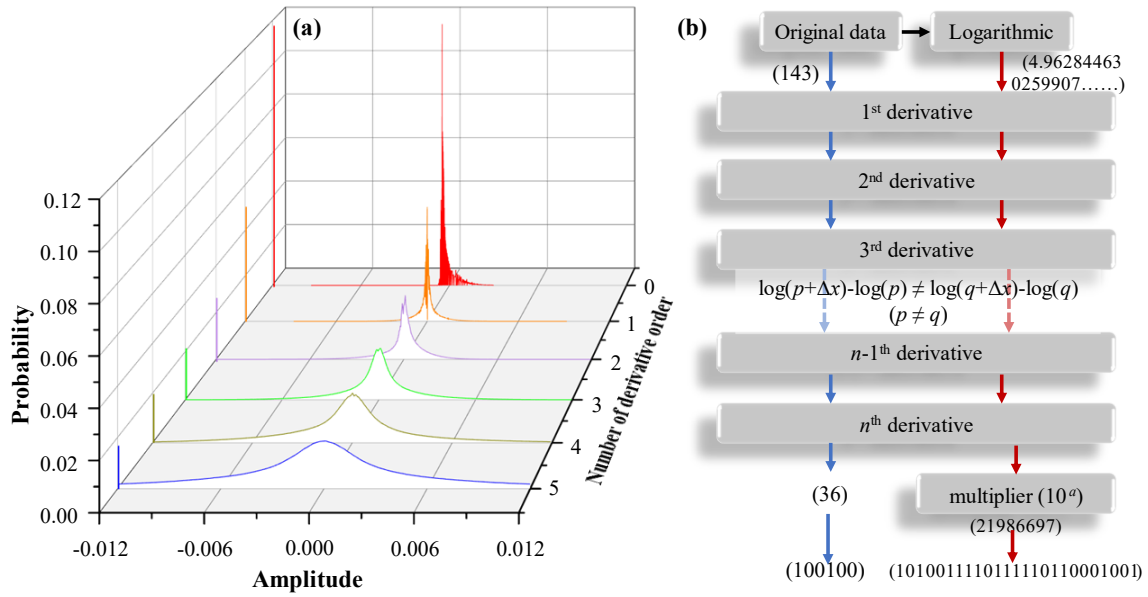 (a)
0.12
0.10
0.08
0.06
0.04
0.02
0.00
Probability
-0.012
-0.006
0.000
0.006
0.012
Amplitude
0
1
2
3
4
5
Number of derivative order
(b)
Original data
Logarithmic
(143)
(4.96284463
0259907......)
1st derivative
2nd derivative
3rd derivative
log(p+Δx)-log(p) ≠ log(q+Δx)-log(q)
(p ≠ q)
n-1th derivative
nth derivative
(36)
multiplier (10a)
(21986697)
(100100)
(1010011110111110110001001)